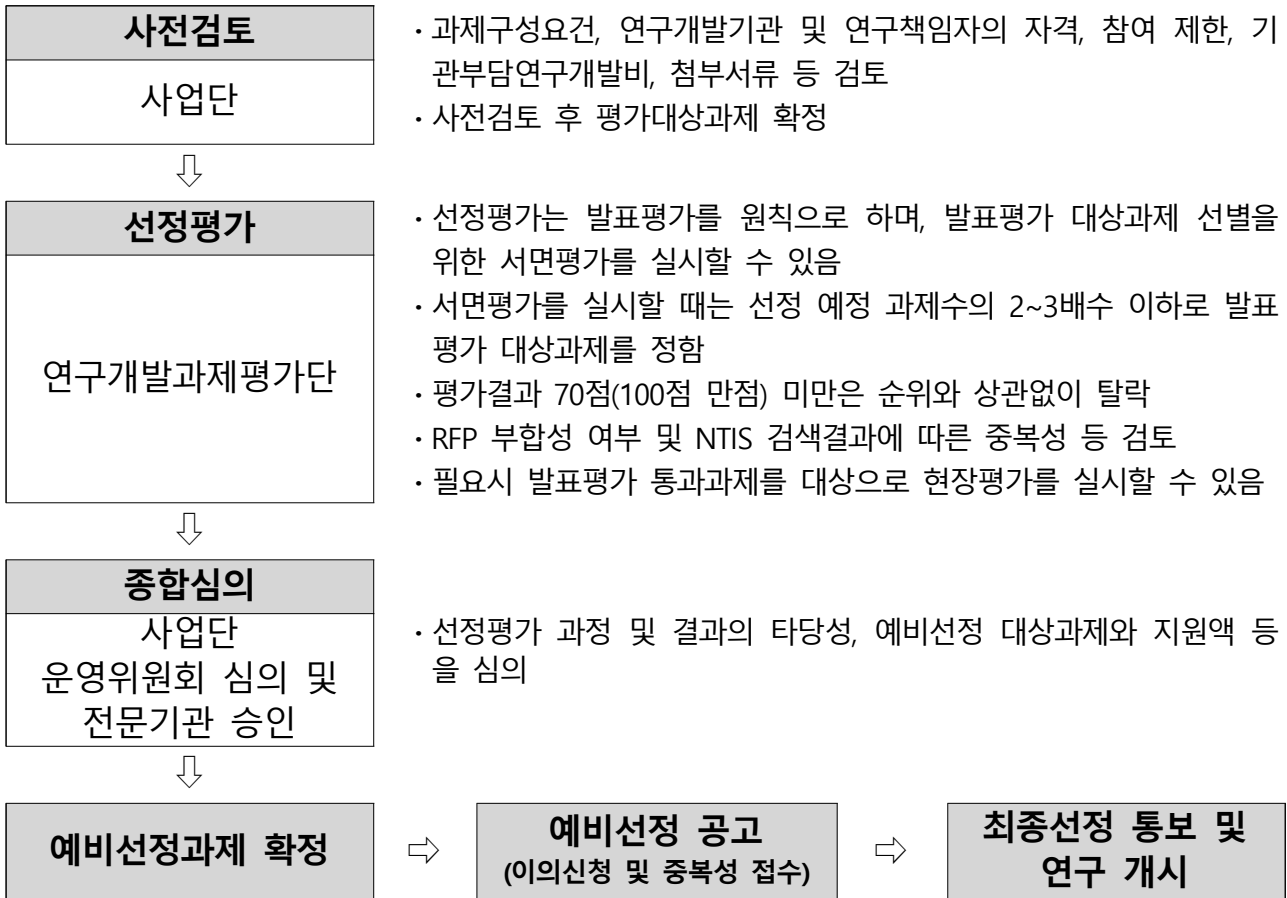 사전검토
사업단
· 과제구성요건, 연구개발기관 및 연구책임자의 자격, 참여 제한, 기
관부담연구개발비, 첨부서류 등 검토
· 사전검토 후 평가대상과제 확정
⇩
선정평가
연구개발과제평가단
· 선정평가는 발표평가를 원칙으로 하며, 발표평가 대상과제 선별을
위한 서면평가를 실시할 수 있음
· 서면평가를 실시할 때는 선정 예정 과제수의 2~3배수 이하로 발표
평가 대상과제를 정함
· 평가결과 70점(100점 만점) 미만은 순위와 상관없이 탈락
· RFP 부합성 여부 및 NTIS 검색결과에 따른 중복성 등 검토
· 필요시 발표평가 통과과제를 대상으로 현장평가를 실시할 수 있음
⇩
종합심의
사업단
운영위원회 심의 및
전문기관 승인
· 선정평가 과정 및 결과의 타당성, 예비선정 대상과제와 지원액 등
을 심의
⇩
예비선정과제 확정
⇨
예비선정 공고
(이의신청 및 중복성 접수)
⇨
최종선정 통보 및
연구 개시